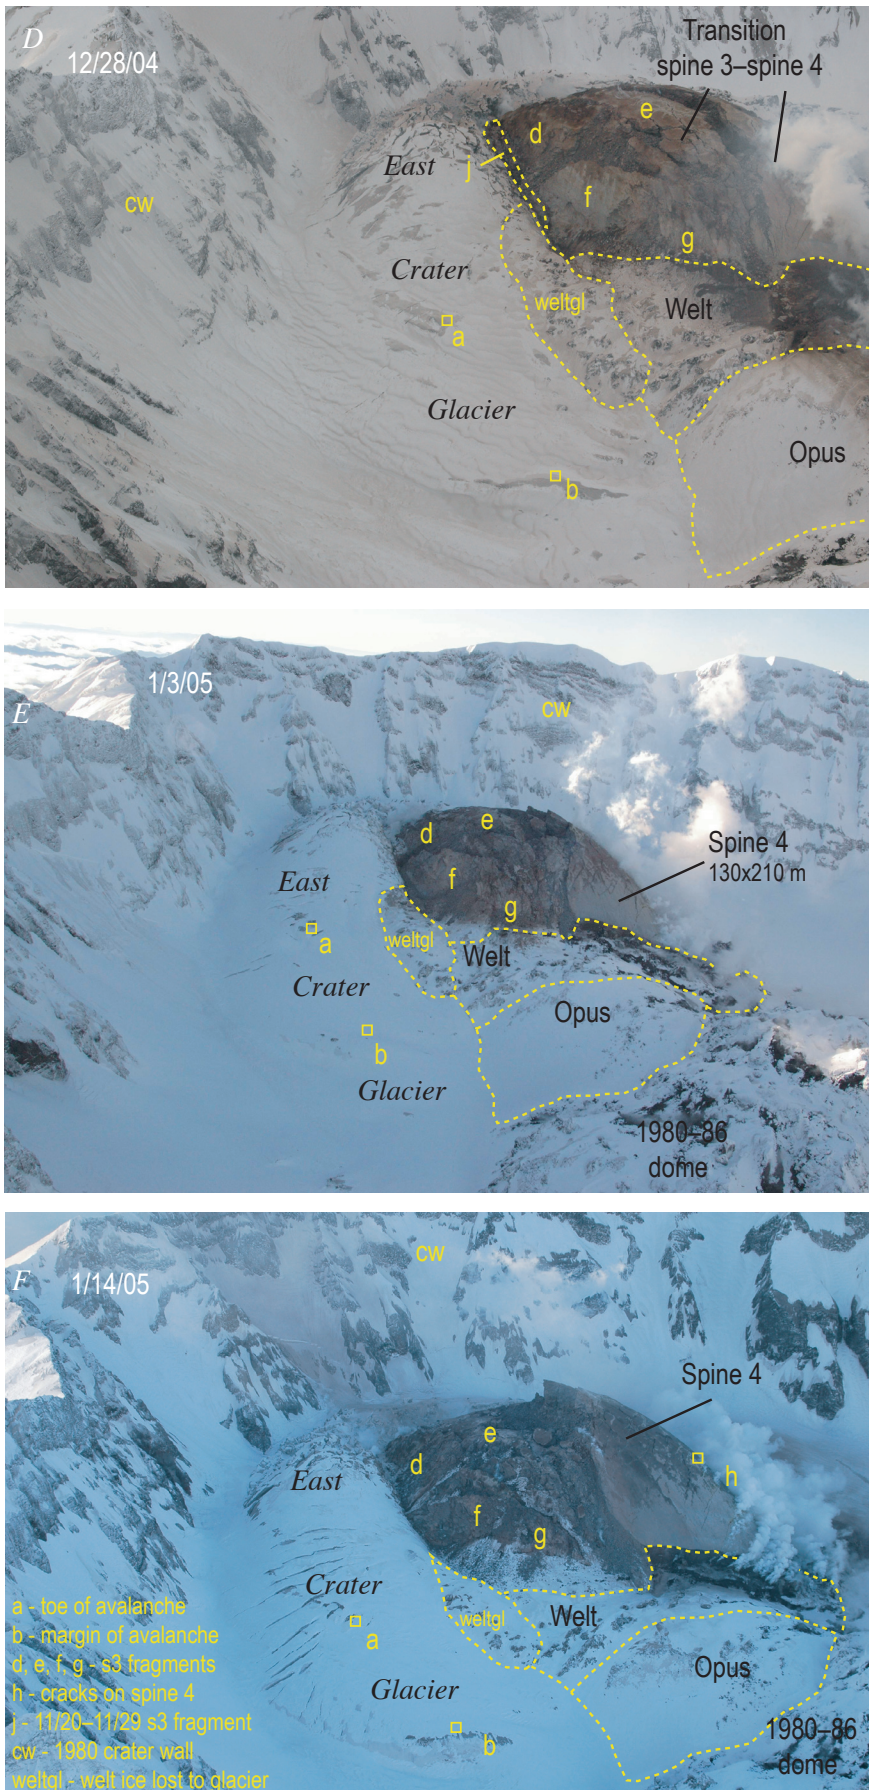 D
12/28/04
Transition
spine 3–spine 4
e
d
East
j
cw
f
g
Crater
weltgl
Welt
a
Glacier
Opus
b
E
1/3/05
cw
d
e
Spine 4
130x210 m
East
f
g
a
weltgl
Welt
Crater
Opus
b
Glacier
1980–86
dome
F
1/14/05
cw
Spine 4
e
d
h
East
f
g
Crater
weltgl
Welt
a
Opus
Glacier
b
1980–86
dome
a - toe of avalanche
b - margin of avalanche
d, e, f, g - s3 fragments
h - cracks on spine 4
j - 11/20–11/29 s3 fragment
cw - 1980 crater wall
weltgl - welt ice lost to glacier